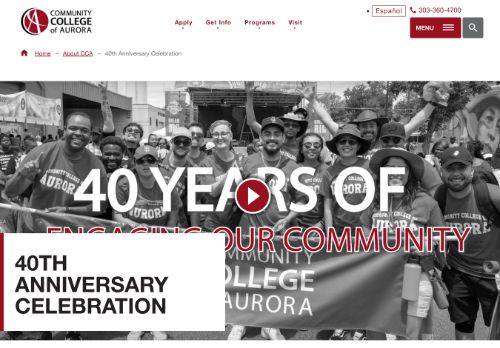 COMMUNITY
COLLEGE
of AURORA
Español
303-360-4700
Apply
Get Info
Programs
Visit
MENU
Home – About CCA – 40th Anniversary Celebration
40 YEARS OF
ENGAGING OUR COMMUNITY
COMMUNITY COLLEGE
AURORA
COMMUNITY
COLLEGE
of AURORA
40TH
ANNIVERSARY
CELEBRATION